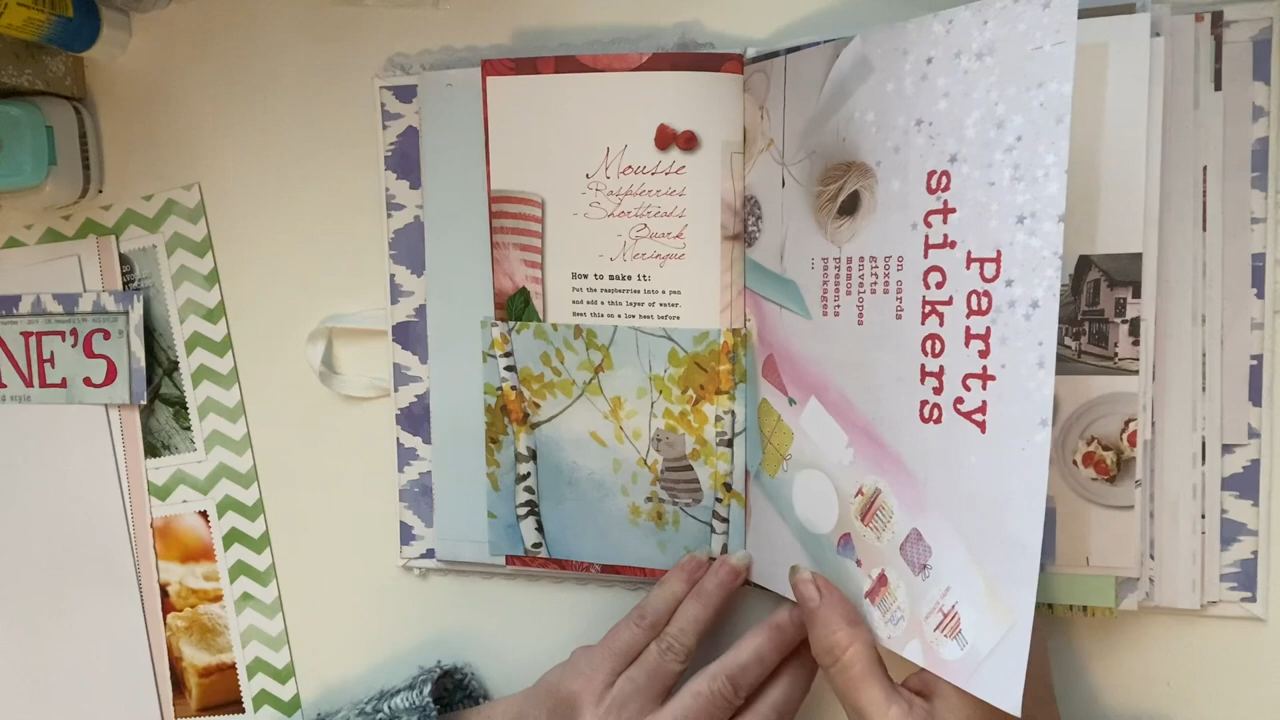 NE'S
d style
Mousse
-Raspberries
- Shortbreads
- Quark
- Meringue
How to make it:
Put the raspberries into a pan
and add a thin layer of water.
Heat this on a low heat before
Party
stickers
on cards
boxes
gifts
envelopes
memos
presents
packages
...